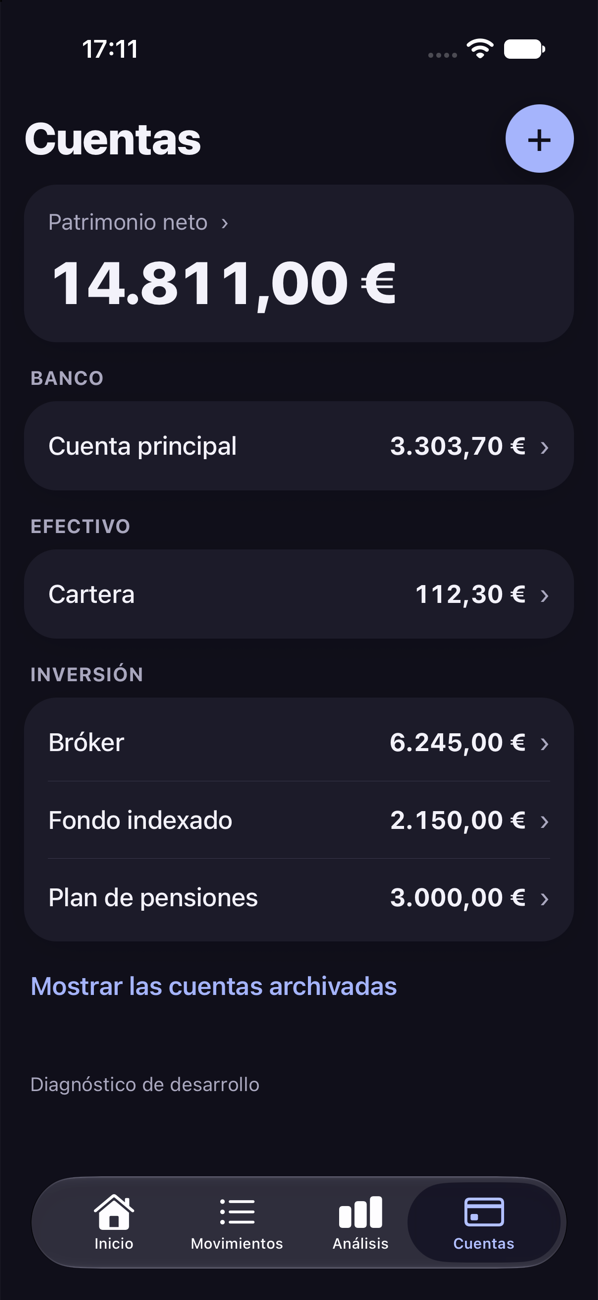 17:11
Cuentas
+
Patrimonio neto ›
14.811,00 €
BANCO
Cuenta principal 3.303,70 € ›
EFECTIVO
Cartera 112,30 € ›
INVERSIÓN
Bróker 6.245,00 € ›
Fondo indexado 2.150,00 € ›
Plan de pensiones 3.000,00 € ›
Mostrar las cuentas archivadas
Diagnóstico de desarrollo
Inicio Movimientos Análisis Cuentas